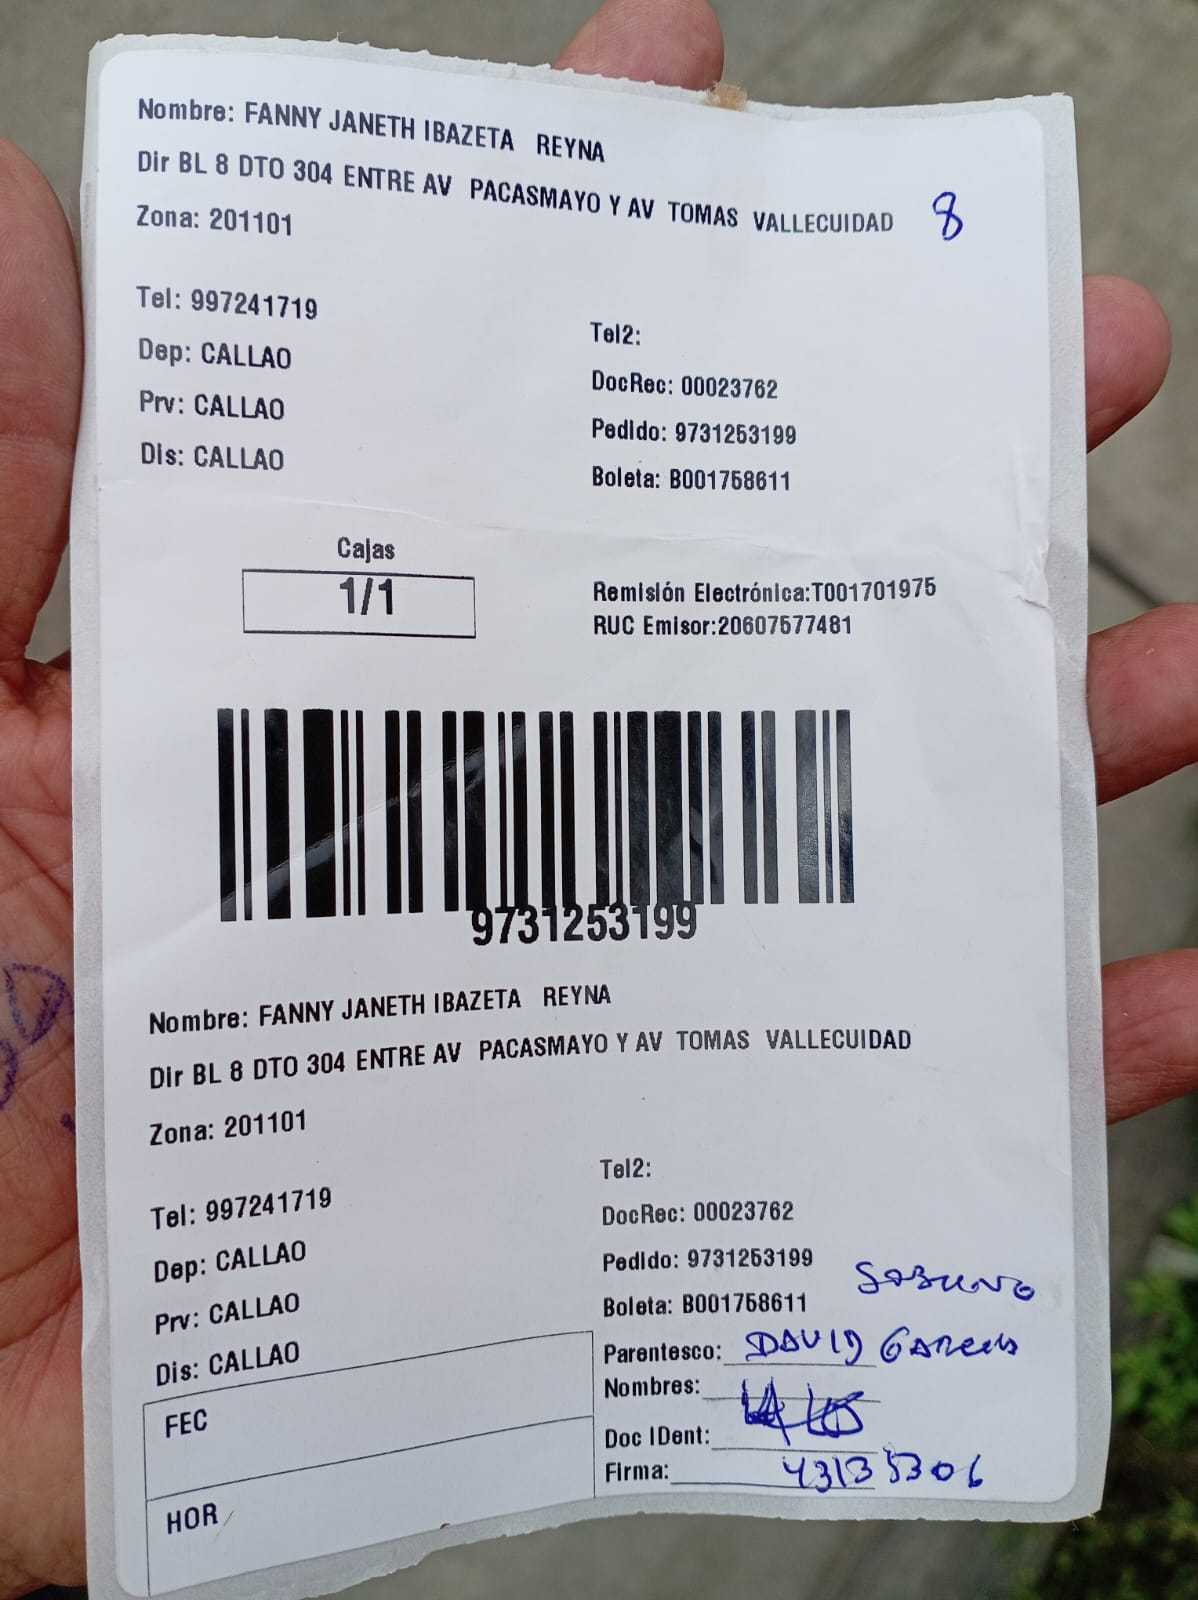 Nombre: FANNY JANETH IBAZETA REYNA
Dir BL 8 DTO 304 ENTRE AV PACASMAYO Y AV TOMAS VALLECUIDAD 8
Zona: 201101
Tel: 997241719
Tel2:
Dep: CALLAO
DocRec: 00023762
Prv: CALLAO
Pedido: 9731253199
Dis: CALLAO
Boleta: B001758611
Cajas
1/1
Remisión Electrónica:T001701975
RUC Emisor:20607577481
9731253199
Nombre: FANNY JANETH IBAZETA REYNA
Dir BL 8 DTO 304 ENTRE AV PACASMAYO Y AV TOMAS VALLECUIDAD
Zona: 201101
Tel: 997241719
Tel2:
Dep: CALLAO
DocRec: 00023762
Prv: CALLAO
Pedido: 9731253199
Dis: CALLAO
Boleta: B001758611
Parentesco: DAVID GARCIA
Nombres:
Doc IDent:
Firma:
FEC
HOR